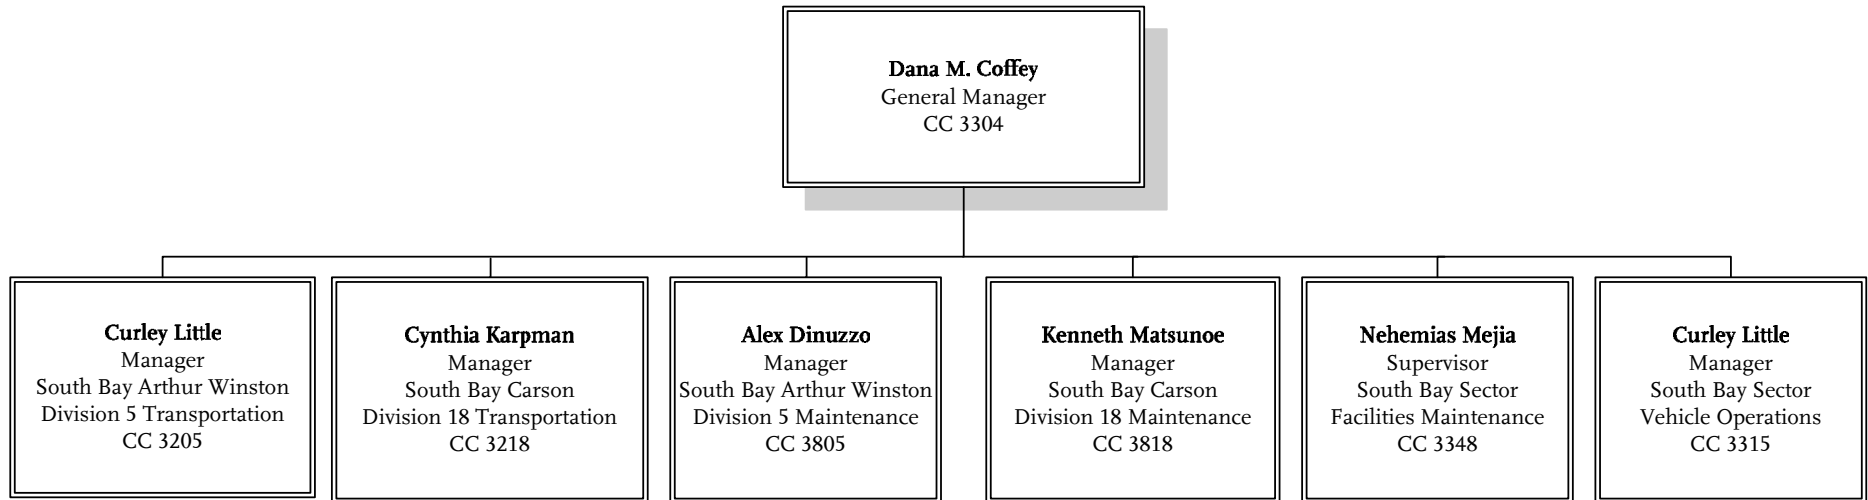 Dana M. Coffey
General Manager
CC 3304
Curley Little
Manager
South Bay Arthur Winston
Division 5 Transportation
CC 3205
Cynthia Karpman
Manager
South Bay Carson
Division 18 Transportation
CC 3218
Alex Dinuzzo
Manager
South Bay Arthur Winston
Division 5 Maintenance
CC 3805
Kenneth Matsunoe
Manager
South Bay Carson
Division 18 Maintenance
CC 3818
Nehemias Mejia
Supervisor
South Bay Sector
Facilities Maintenance
CC 3348
Curley Little
Manager
South Bay Sector
Vehicle Operations
CC 3315